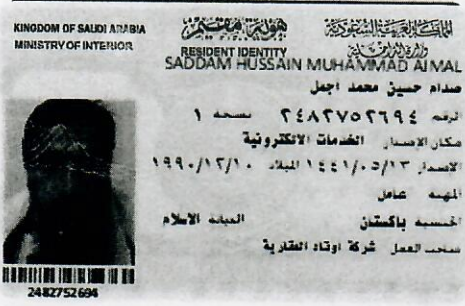 KINGDOM OF SAUDI ARABIA
MINISTRY OF INTERIOR
هوية مقيم
RESIDENT IDENTITY
المملكة العربية السعودية
وزارة الداخلية
SADDAM HUSSAIN MUHAMMAD AJMAL
صدام حسين محمد اجمل
الرقم ٢٤٨٢٧٥٢٦٩٤ نسخة ١
مكان الإصدار الخدمات الالكترونية
الاصدار ١٤٤١/٠٥/١٣ الميلاد ١٩٩٠/١٢/١٠
المهنة عامل
الجنسية باكستان الديانة الاسلام
صاحب العمل شركة اوتاد العقارية
2482752694